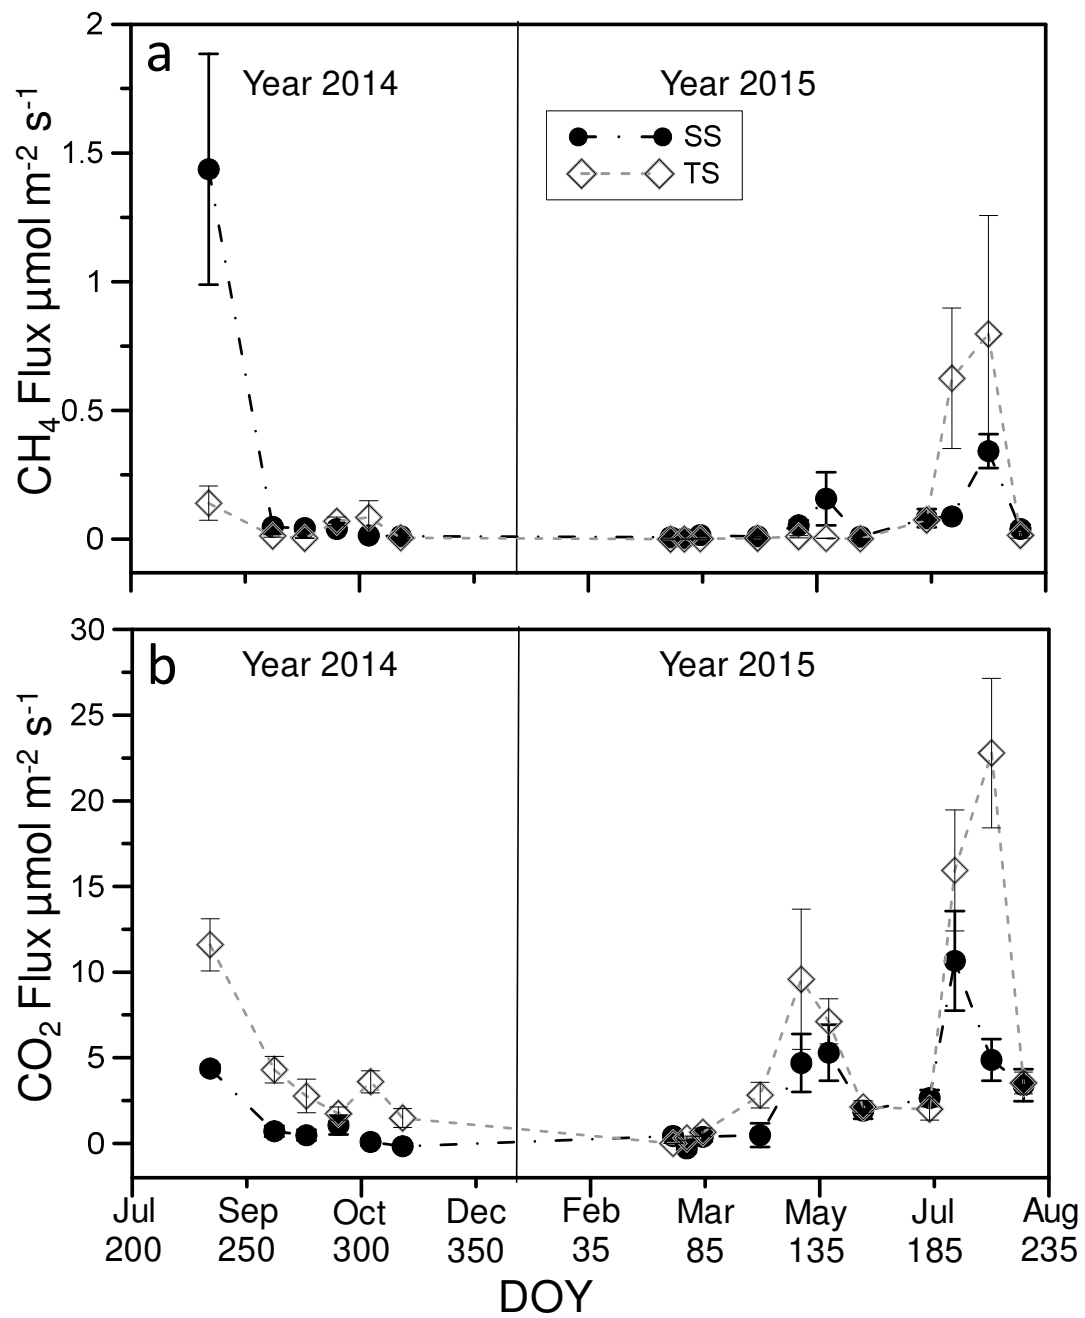 a
Year 2014
Year 2015
SS
TS
CH4 Flux µmol m-2 s-1
2
1.5
1
0.5
0
b
Year 2014
Year 2015
CO2 Flux µmol m-2 s-1
30
25
20
15
10
5
0
Jul Sep Oct Dec Feb Mar May Jul Aug
200 250 300 350 35 85 135 185 235
DOY